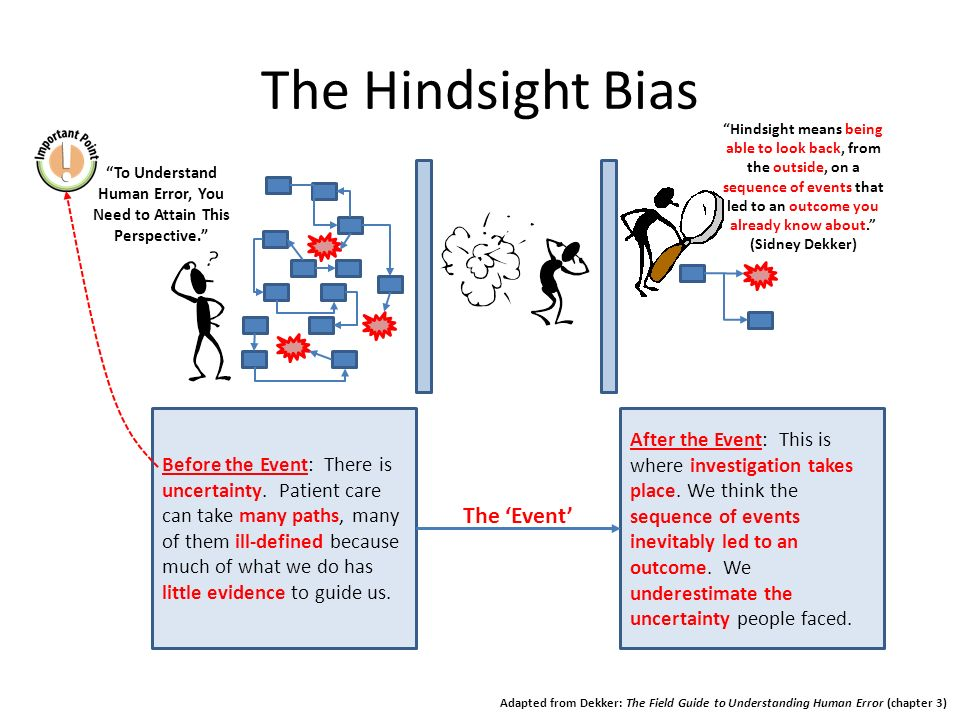 The Hindsight Bias
Important Point
“To Understand
Human Error, You
Need to Attain This
Perspective.”
?
“Hindsight means being
able to look back, from
the outside, on a
sequence of events that
led to an outcome you
already know about.”
(Sidney Dekker)
Before the Event: There is
uncertainty. Patient care
can take many paths, many
of them ill-defined because
much of what we do has
little evidence to guide us.
The ‘Event’
After the Event: This is
where investigation takes
place. We think the
sequence of events
inevitably led to an
outcome. We
underestimate the
uncertainty people faced.
Adapted from Dekker: The Field Guide to Understanding Human Error (chapter 3)